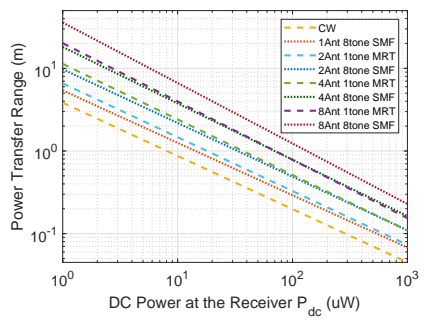 Power Transfer Range (m)
10^1
10^0
10^-1
CW
1Ant 8tone SMF
2Ant 1tone MRT
2Ant 8tone SMF
4Ant 1tone MRT
4Ant 8tone SMF
8Ant 1tone MRT
8Ant 8tone SMF
10^0 10^1 10^2 10^3
DC Power at the Receiver P_dc (uW)